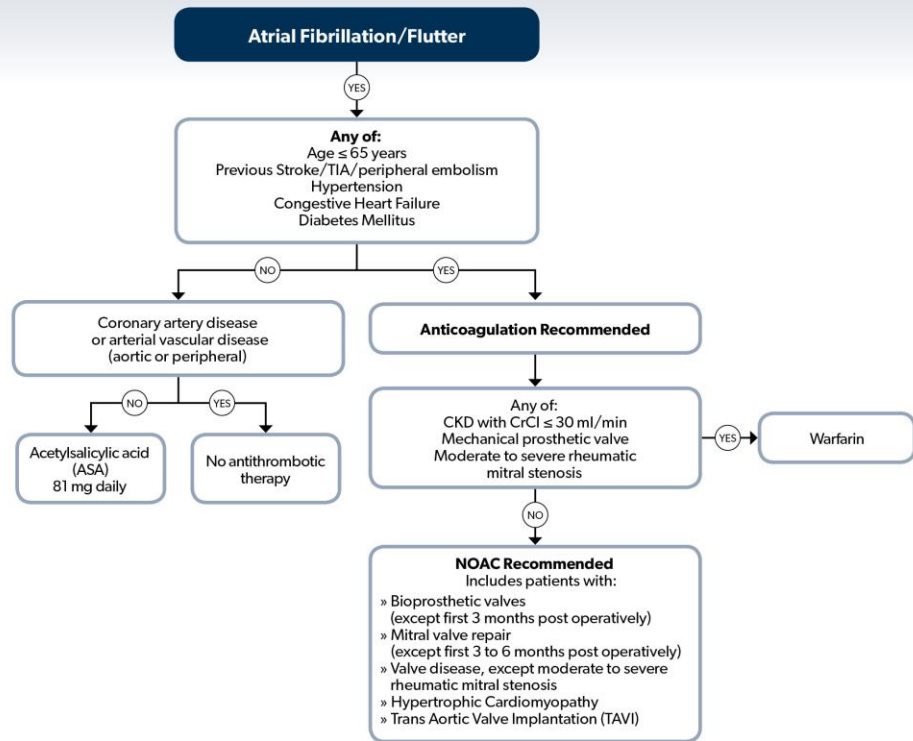 Atrial Fibrillation/Flutter
YES
Any of:
Age ≤ 65 years
Previous Stroke/TIA/peripheral embolism
Hypertension
Congestive Heart Failure
Diabetes Mellitus
NO
YES
Coronary artery disease
or arterial vascular disease
(aortic or peripheral)
Anticoagulation Recommended
NO
YES
Acetylsalicylic acid
(ASA)
81 mg daily
No antithrombotic
therapy
Any of:
CKD with CrCl ≤ 30 ml/min
Mechanical prosthetic valve
Moderate to severe rheumatic
mitral stenosis
YES
Warfarin
NO
NOAC Recommended
Includes patients with:
» Bioprosthetic valves
(except first 3 months post operatively)
» Mitral valve repair
(except first 3 to 6 months post operatively)
» Valve disease, except moderate to severe
rheumatic mitral stenosis
» Hypertrophic Cardiomyopathy
» Trans Aortic Valve Implantation (TAVI)